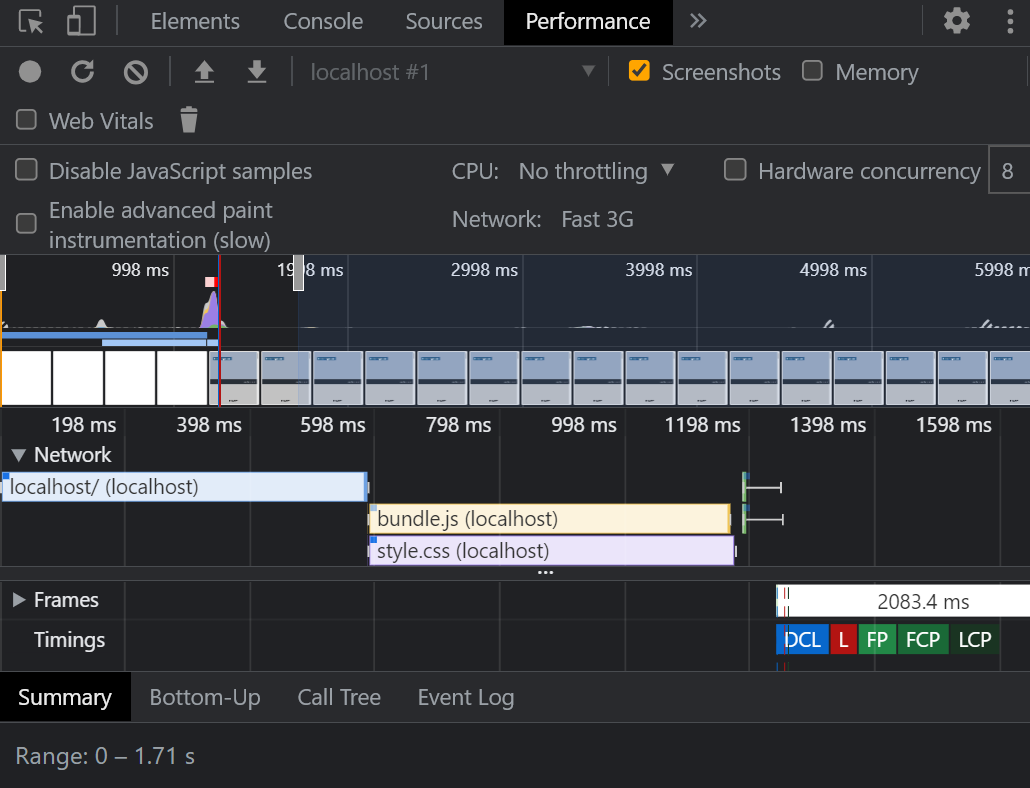 Elements Console Sources Performance
localhost #1 Screenshots Memory
Web Vitals
Disable JavaScript samples CPU: No throttling Hardware concurrency 8
Enable advanced paint
instrumentation (slow)
Network: Fast 3G
998 ms 1998 ms 2998 ms 3998 ms 4998 ms 5998 ms
198 ms 398 ms 598 ms 798 ms 998 ms 1198 ms 1398 ms 1598 ms
Network
localhost/ (localhost)
bundle.js (localhost)
style.css (localhost)
Frames 2083.4 ms
Timings DCL L FP FCP LCP
Summary Bottom-Up Call Tree Event Log
Range: 0 – 1.71 s